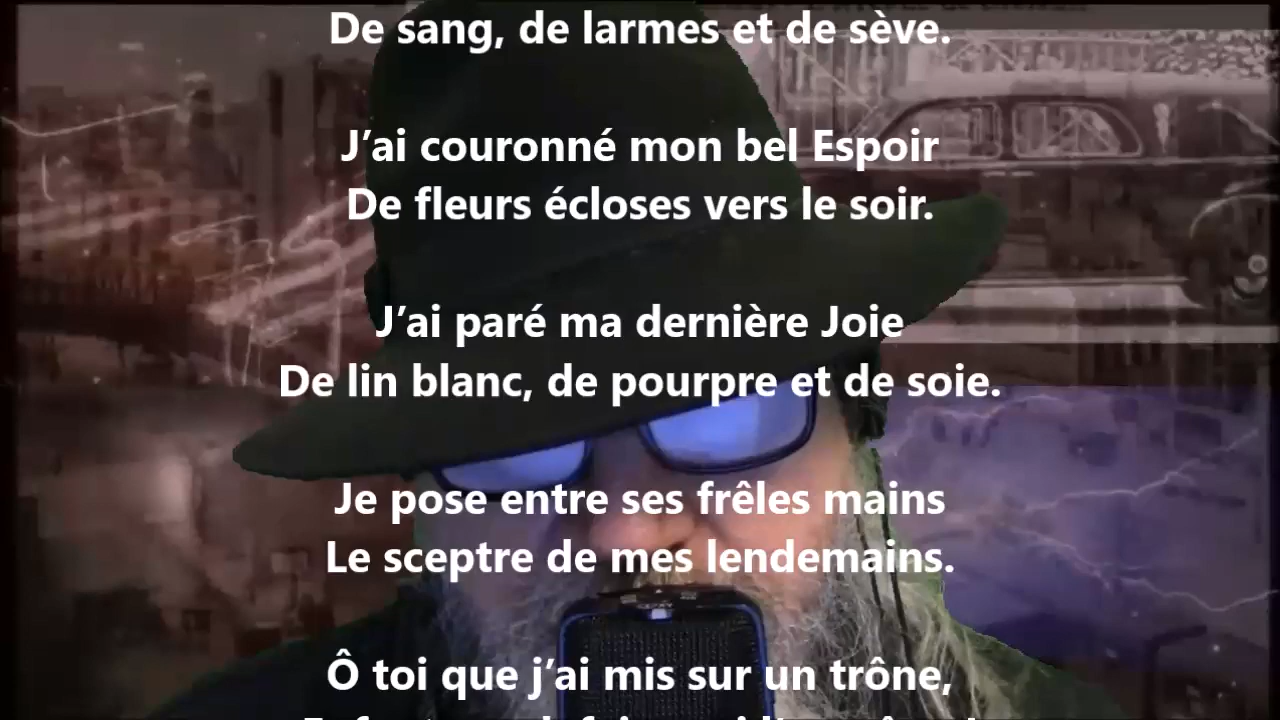 De sang, de larmes et de sève.
J’ai couronné mon bel Espoir
De fleurs écloses vers le soir.
J’ai paré ma dernière Joie
De lin blanc, de pourpre et de soie.
Je pose entre ses frêles mains
Le sceptre de mes lendemains.
Ô toi que j’ai mis sur un trône,